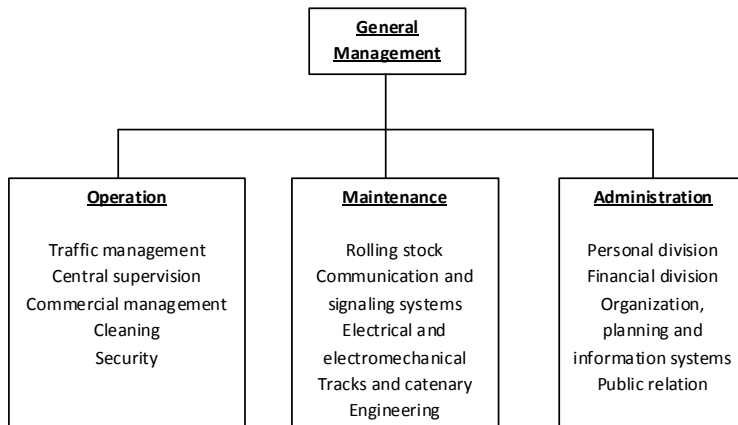 General
Management
Operation
Traffic management
Central supervision
Commercial management
Cleaning
Security
Maintenance
Rolling stock
Communication and
signaling systems
Electrical and
electromechanical
Tracks and catenary
Engineering
Administration
Personal division
Financial division
Organization,
planning and
information systems
Public relation